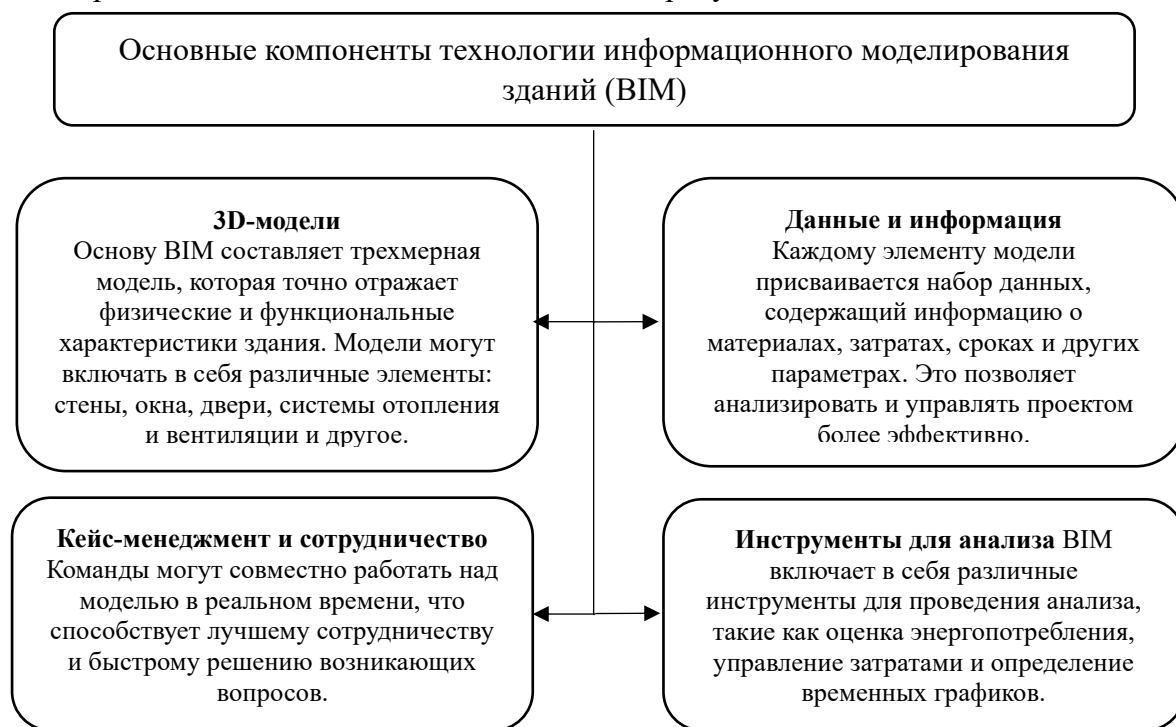 Основные компоненты технологии информационного моделирования
зданий (BIM)
3D-модели
Основу BIM составляет трехмерная
модель, которая точно отражает
физические и функциональные
характеристики здания. Модели могут
включать в себя различные элементы:
стены, окна, двери, системы отопления
и вентиляции и другое.
Данные и информация
Каждому элементу модели
присваивается набор данных,
содержащий информацию о
материалах, затратах, сроках и других
параметрах. Это позволяет
анализировать и управлять проектом
более эффективно.
Кейс-менеджмент и сотрудничество
Команды могут совместно работать над
моделью в реальном времени, что
способствует лучшему сотрудничеству
и быстрому решению возникающих
вопросов.
Инструменты для анализа BIM
включает в себя различные
инструменты для проведения анализа,
такие как оценка энергопотребления,
управление затратами и определение
временных графиков.